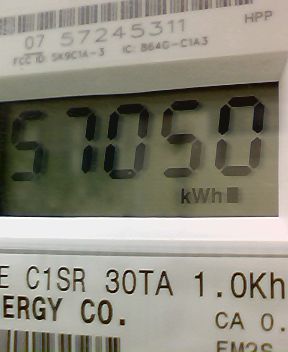 HPP
07 57245311
FCC ID: SK9C1A-3 IC: 864G-C1A3
57050
kWh
E C1SR 30TA 1.0Kh
ERGY CO.
CA 0.
EM2S